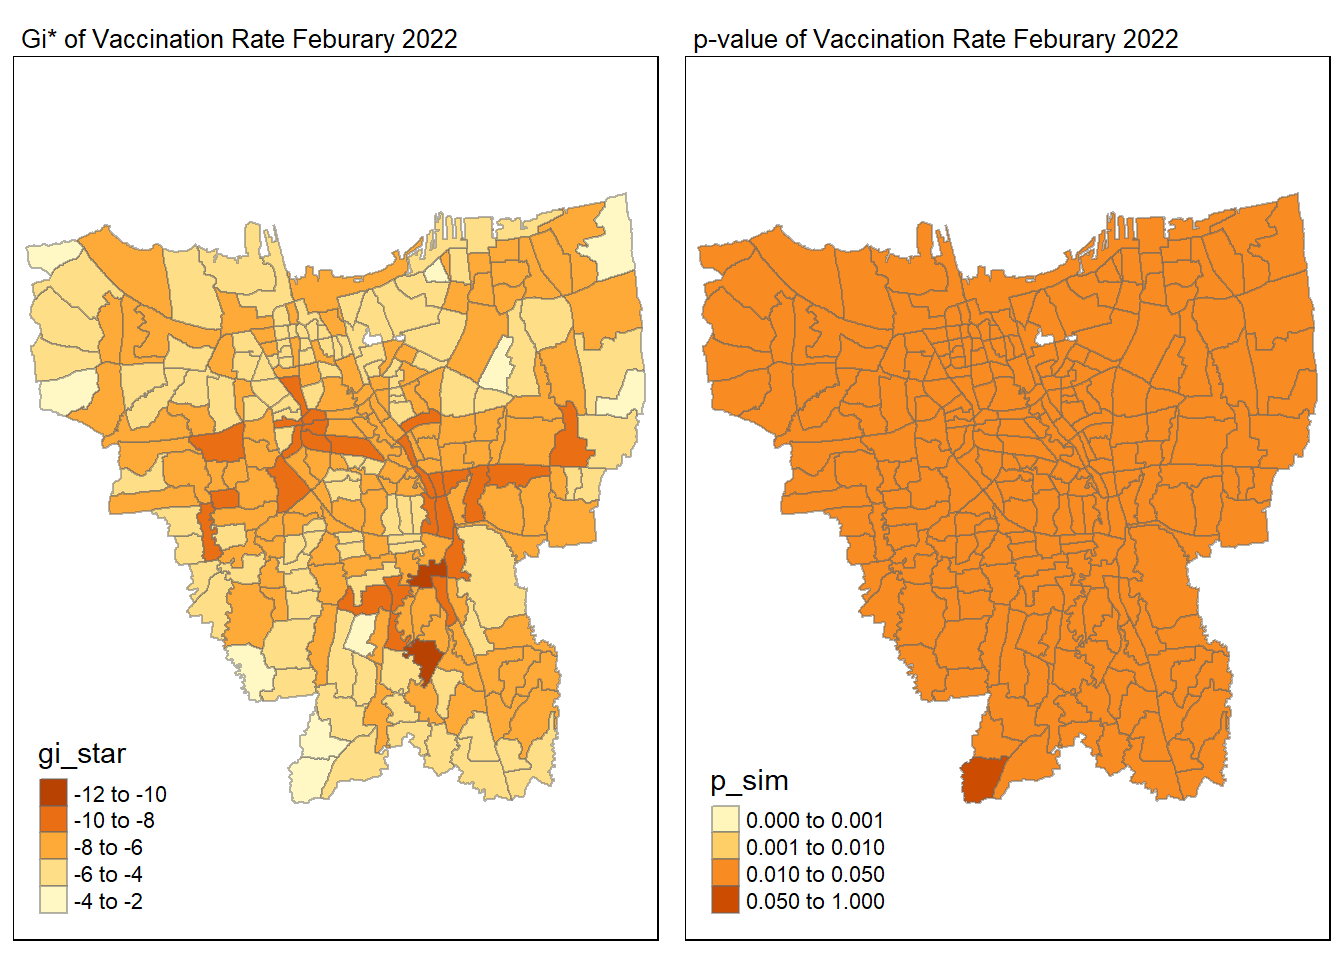 Gi* of Vaccination Rate Feburary 2022
gi_star
-12 to -10
-10 to -8
-8 to -6
-6 to -4
-4 to -2
p-value of Vaccination Rate Feburary 2022
p_sim
0.000 to 0.001
0.001 to 0.010
0.010 to 0.050
0.050 to 1.000